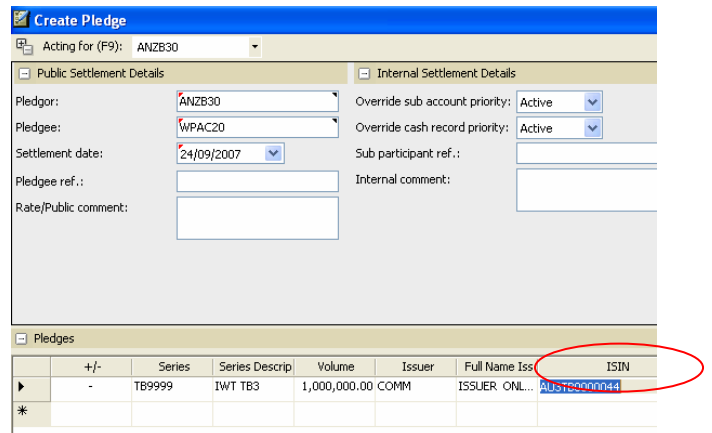 Create Pledge
Acting for (F9): ANZB30
Public Settlement Details
Internal Settlement Details
Pledgor: ANZB30
Override sub account priority: Active
Pledgee: WPAC20
Override cash record priority: Active
Settlement date: 24/09/2007
Sub participant ref.:
Pledgee ref.:
Internal comment:
Rate/Public comment:
Pledges
+/- Series Series Descrip Volume Issuer Full Name Iss ISIN
- TB9999 IWT TB3 1,000,000.00 COMM ISSUER ONL... AU3TB0000044